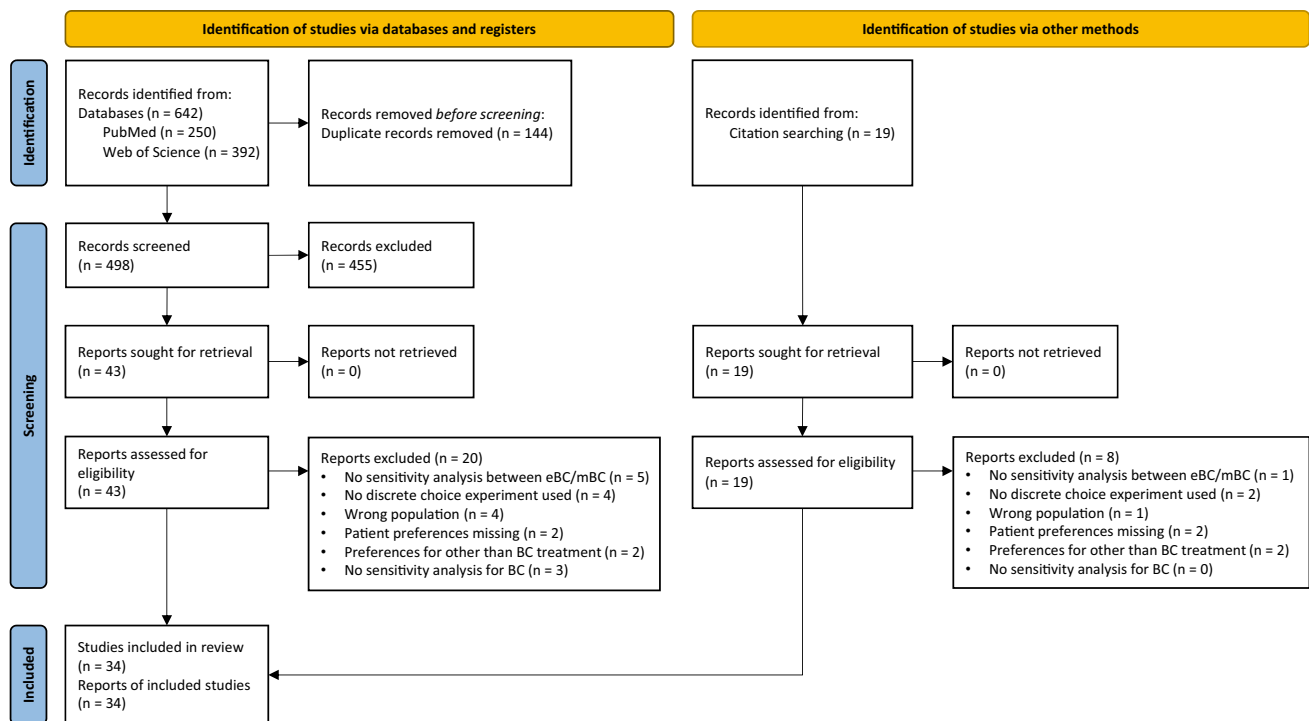 Identification of studies via databases and registers
Identification of studies via other methods
Identification
Records identified from:
Databases (n = 642)
PubMed (n = 250)
Web of Science (n = 392)
Records removed before screening:
Duplicate records removed (n = 144)
Records identified from:
Citation searching (n = 19)
Screening
Records screened
(n = 498)
Records excluded
(n = 455)
Reports sought for retrieval
(n = 43)
Reports not retrieved
(n = 0)
Reports sought for retrieval
(n = 19)
Reports not retrieved
(n = 0)
Reports assessed for
eligibility
(n = 43)
Reports excluded (n = 20)
• No sensitivity analysis between eBC/mBC (n = 5)
• No discrete choice experiment used (n = 4)
• Wrong population (n = 4)
• Patient preferences missing (n = 2)
• Preferences for other than BC treatment (n = 2)
• No sensitivity analysis for BC (n = 3)
Reports assessed for eligibility
(n = 19)
Reports excluded (n = 8)
• No sensitivity analysis between eBC/mBC (n = 1)
• No discrete choice experiment used (n = 2)
• Wrong population (n = 1)
• Patient preferences missing (n = 2)
• Preferences for other than BC treatment (n = 2)
• No sensitivity analysis for BC (n = 0)
Included
Studies included in review
(n = 34)
Reports of included studies
(n = 34)